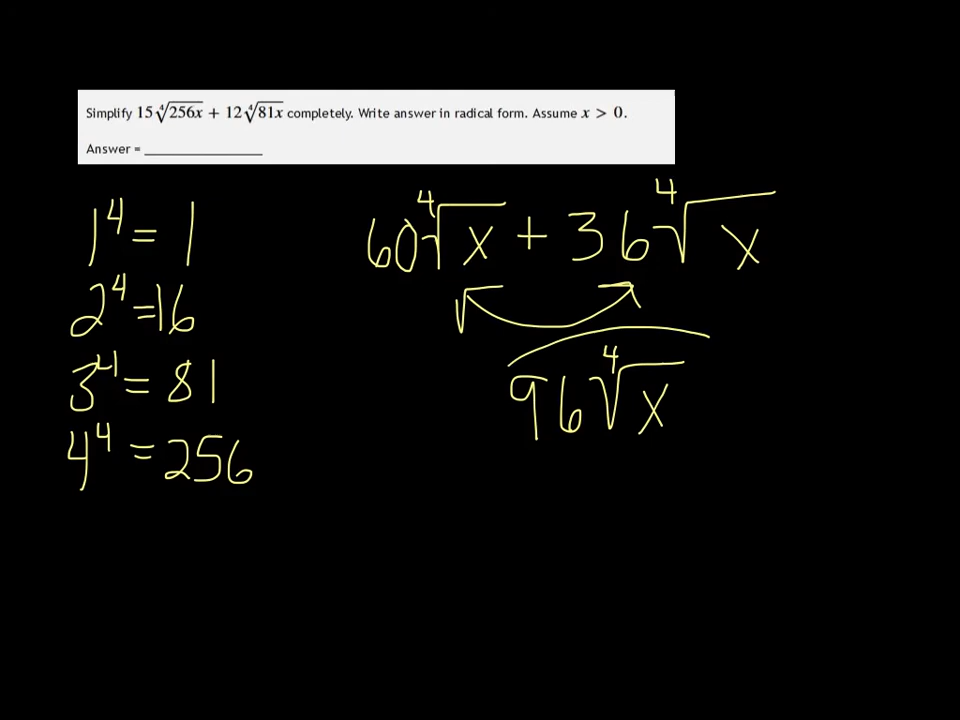 Simplify 15∜256x + 12∜81x completely. Write answer in radical form. Assume x > 0.
Answer = ________________
1⁴ = 1
2⁴ = 16
3⁴ = 81
4⁴ = 256
60∜x + 36∜x
96∜x